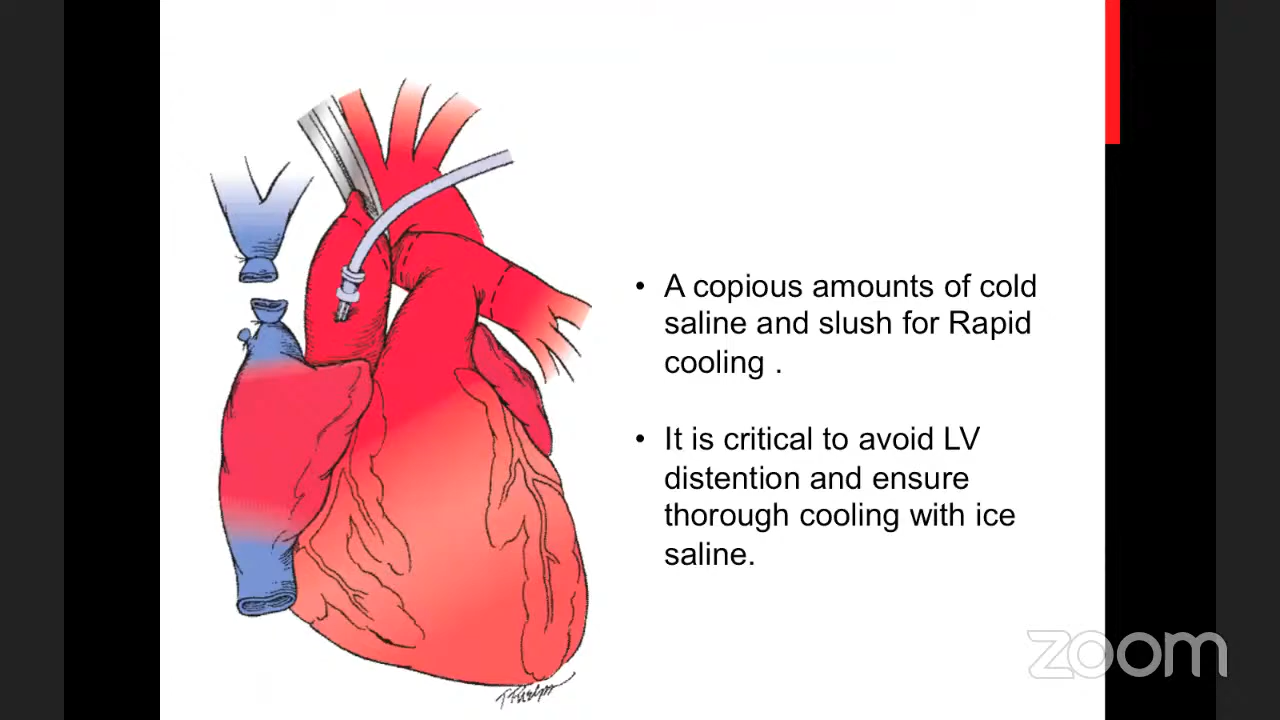 • A copious amounts of cold
saline and slush for Rapid
cooling .
• It is critical to avoid LV
distention and ensure
thorough cooling with ice
saline.
zoom